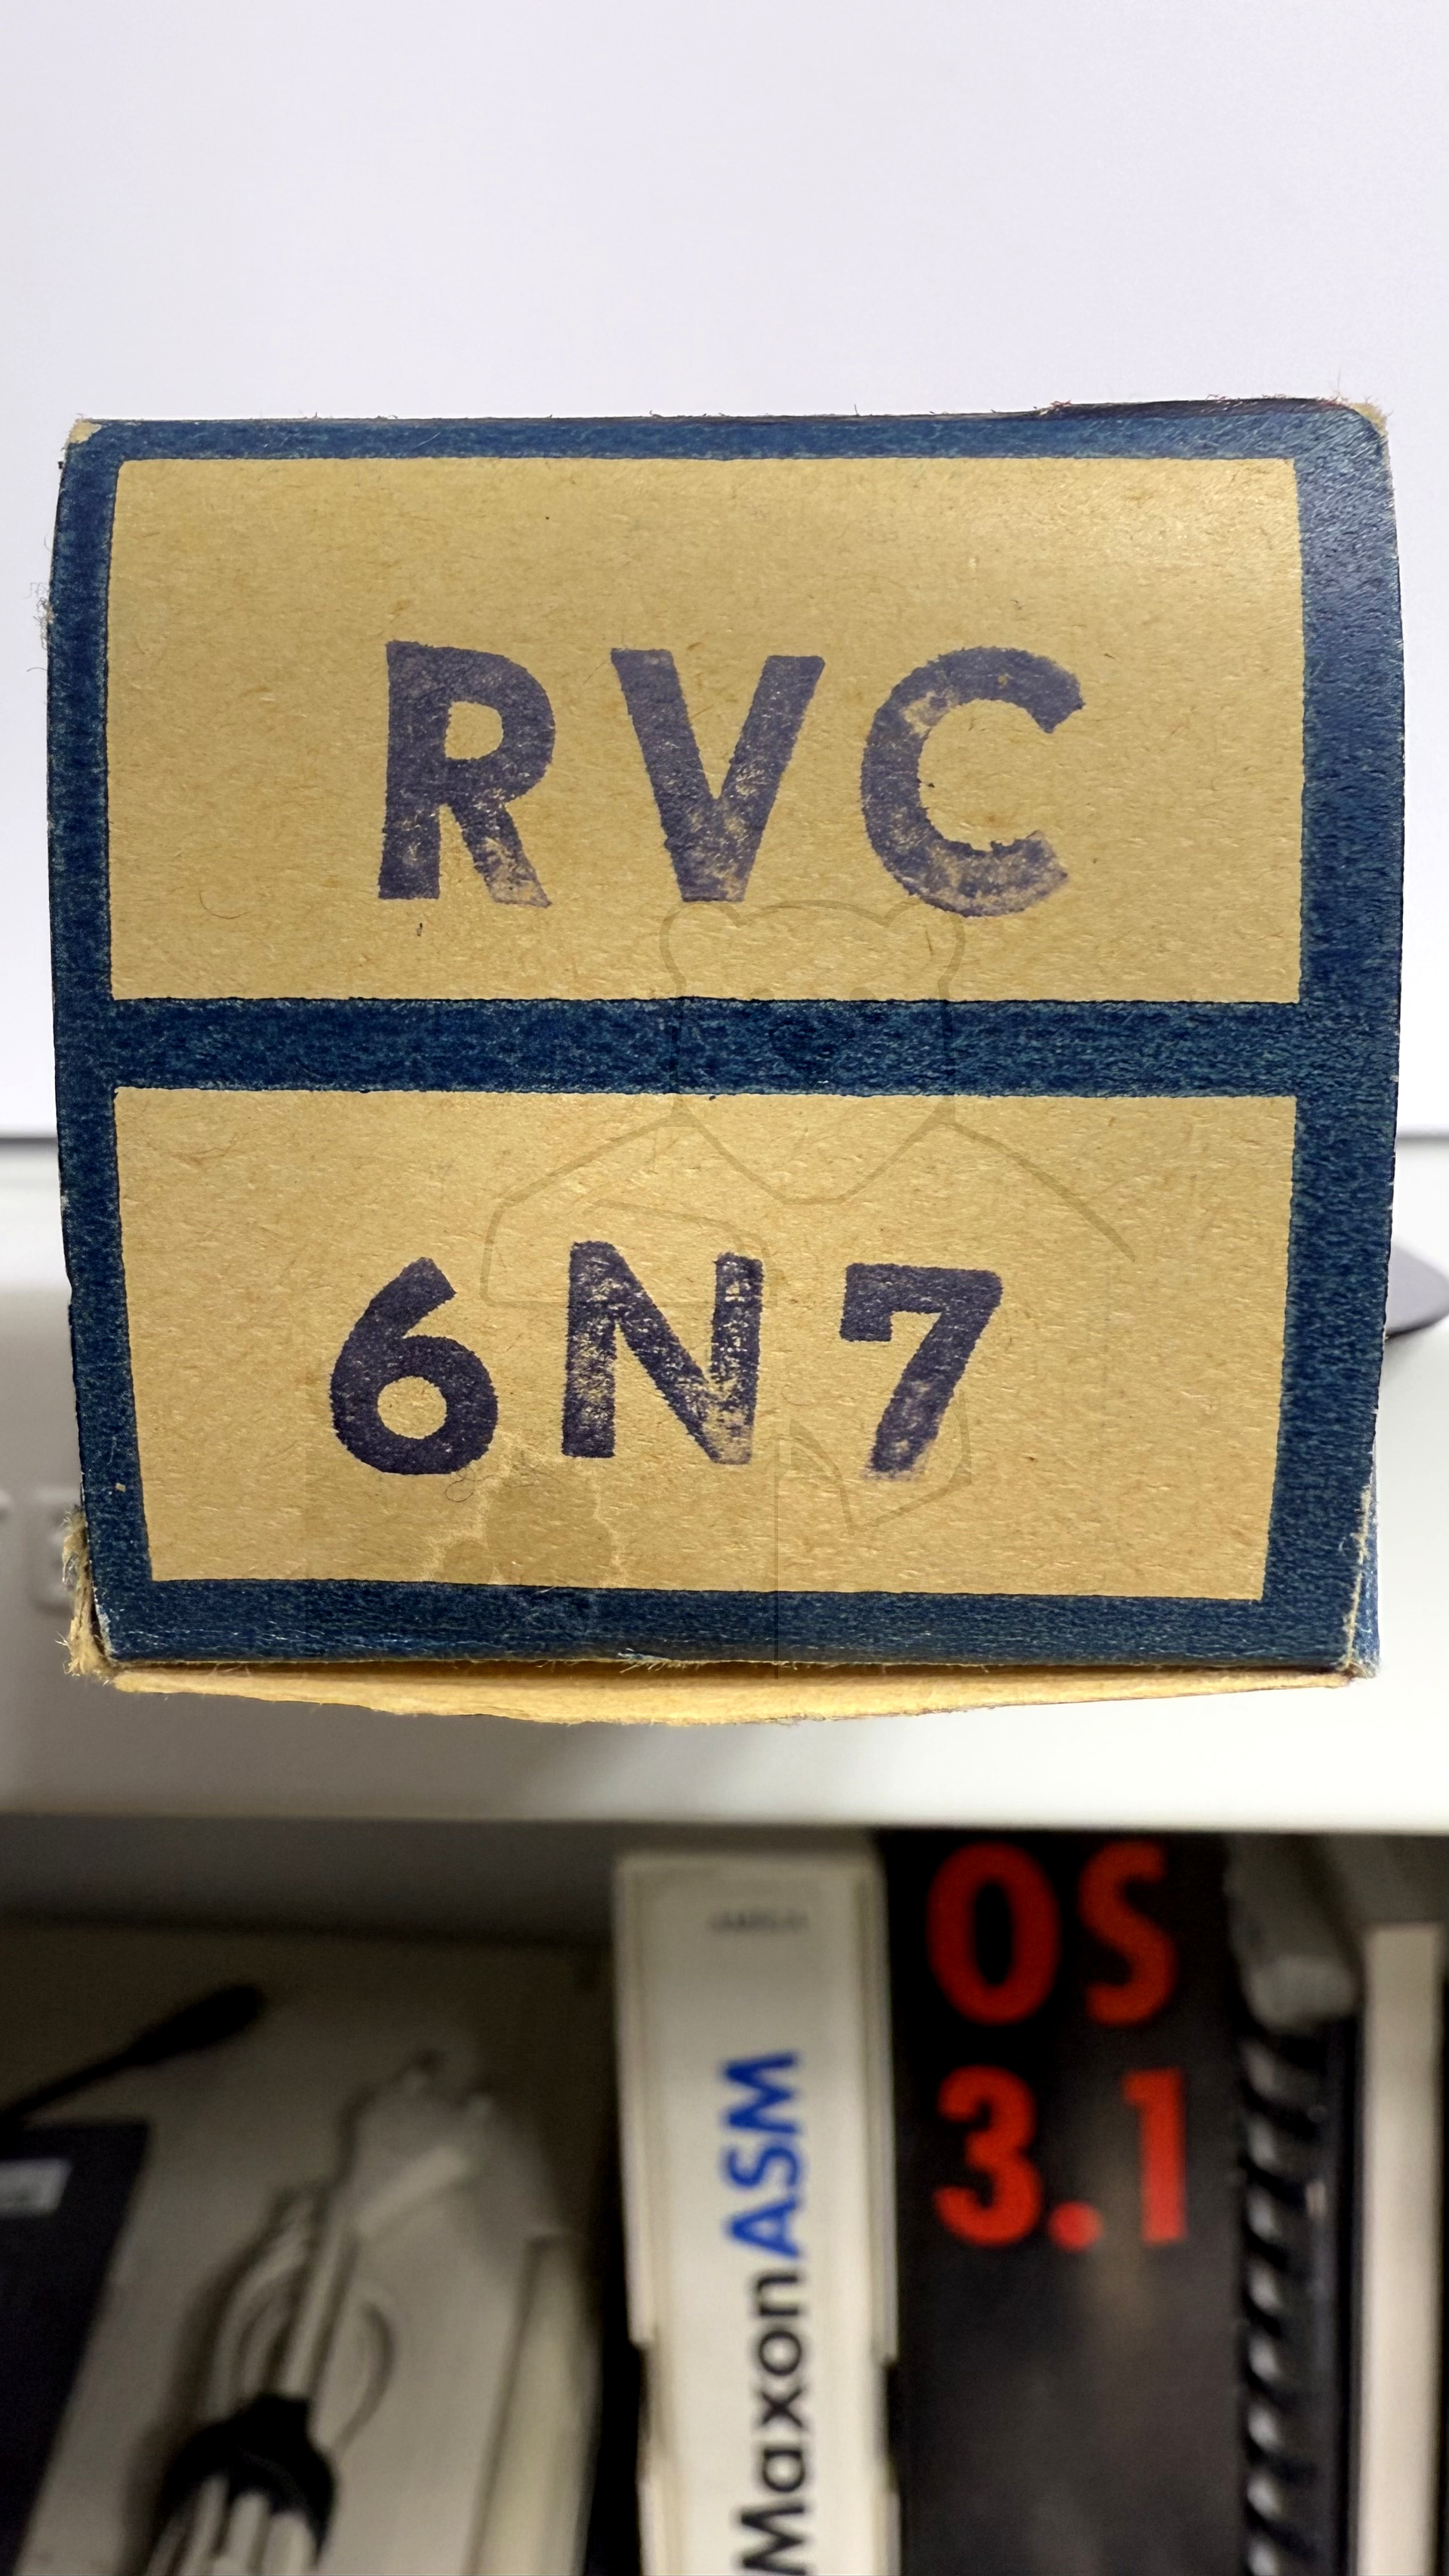 RVC
6N7
MaxonASM
OS
3.1